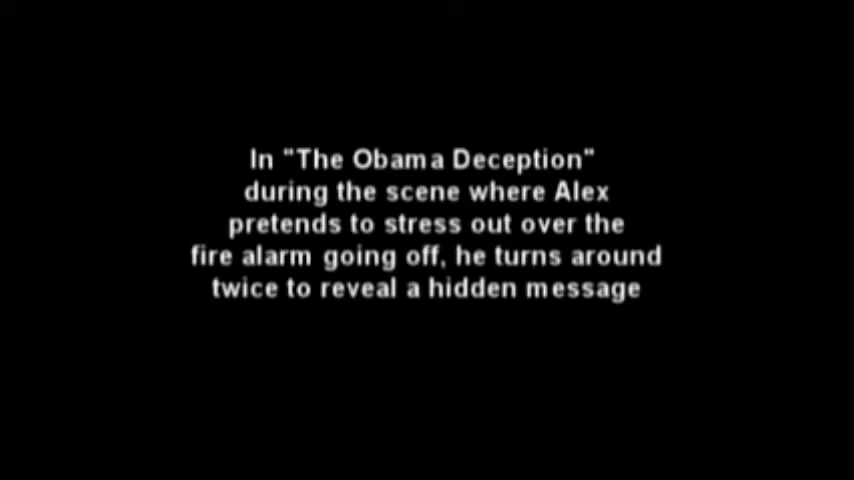 In "The Obama Deception"
during the scene where Alex
pretends to stress out over the
fire alarm going off, he turns around
twice to reveal a hidden message